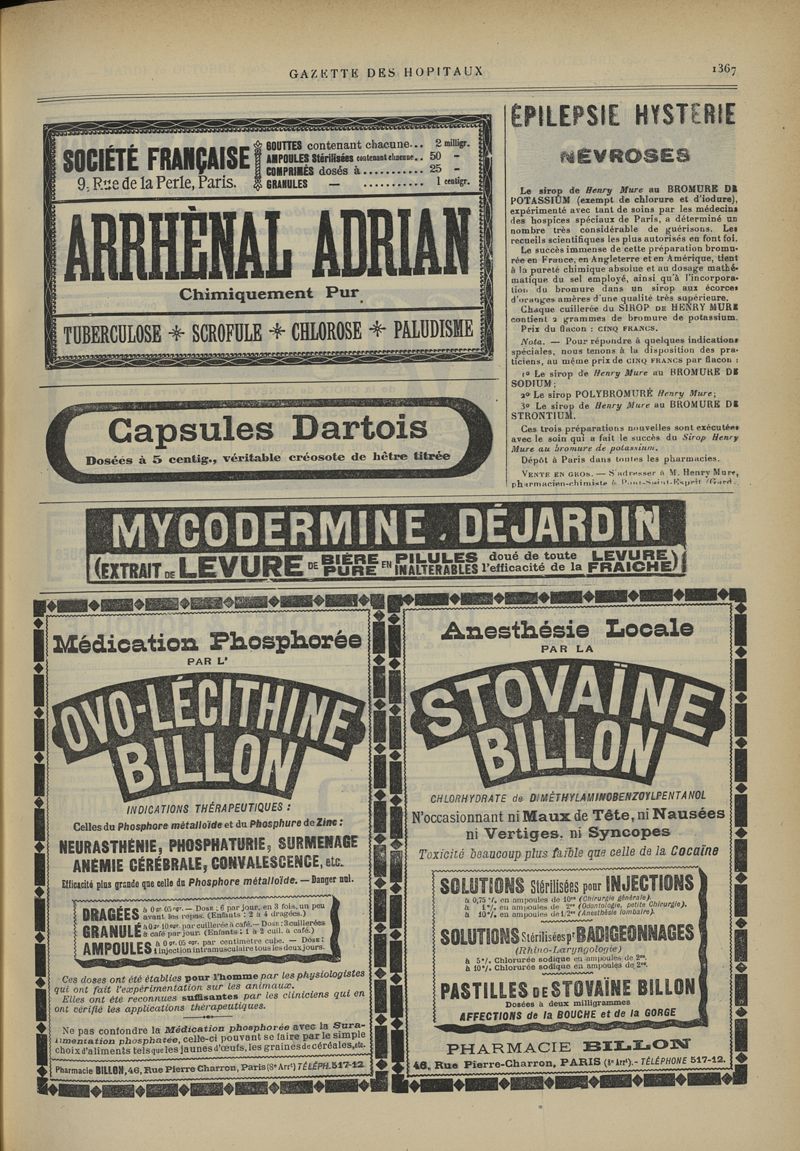 GAZETTE DES HOPITAUX
1367
SOCIÉTÉ FRANÇAISE
9, Rue de la Perle, Paris.
GOUTTES contenant chacune... 2 milligr.
AMPOULES Stérilisées contenant chacune.. 50 –
COMPRIMÉS dosés à........... 25 –
GRANULES — ........... 1 centigr.
ARRHÈNAL ADRIAN
Chimiquement Pur
TUBERCULOSE -*- SCROFULE -*- CHLOROSE -*- PALUDISME
Capsules Dartois
Dosées à 5 centig., véritable créosote de hêtre titrée
ÉPILEPSIE HYSTÉRIE
NÉVROSES
Le sirop de Henry Mure au BROMURE DE
POTASSIUM (exempt de chlorure et d'iodure),
expérimenté avec tant de soins par les médecins
des hospices spéciaux de Paris, a déterminé un
nombre très considérable de guérisons. Les
recueils scientifiques les plus autorisés en font foi.
Le succès immense de cette préparation bromu-
rée en France, en Angleterre et en Amérique, tient
à la pureté chimique absolue et au dosage mathé-
matique du sel employé, ainsi qu'à l'incorpora-
tion du bromure dans un sirop aux écorces
d'oranges amères d'une qualité très supérieure.
Chaque cuillerée du SIROP DE HENRY MURE
contient 2 grammes de bromure de potassium.
Prix du flacon : CINQ FRANCS.
Nota. — Pour répondre à quelques indications
spéciales, nous tenons à la disposition des pra-
ticiens, au même prix de CINQ FRANCS par flacon :
1º Le sirop de Henry Mure au BROMURE DE
SODIUM;
2º Le sirop POLYBROMURÉ Henry Mure;
3º Le sirop de Henry Mure au BROMURE DE
STRONTIUM.
Ces trois préparations nouvelles sont exécutées
avec le soin qui a fait le succès du Sirop Henry
Mure au bromure de potassium.
Dépôt à Paris dans toutes les pharmacies.
VENTE EN GROS. — S'adresser à M. Henry Mure,
pharmacien-chimiste à Pont-Saint-Esprit (Gard.
MYCODERMINE DÉJARDIN
(EXTRAIT DE LEVURE DE BIÈRE PURE EN PILULES INALTÉRABLES doué de toute l'efficacité de la LEVURE FRAICHE)
Médication Phosphorée
PAR L'
OVO-LÉCITHINE
BILLON
INDICATIONS THÉRAPEUTIQUES :
Celles du Phosphore métalloïde et du Phosphure de Zinc :
NEURASTHÉNIE, PHOSPHATURIE, SURMENAGE
ANÉMIE CÉRÉBRALE, CONVALESCENCE, etc.
Efficacité plus grande que celle du Phosphore métalloïde. — Danger nul.
DRAGÉES à 0 gr. 05 cgr. — DOSE : 6 par jour, en 3 fois, un peu
avant les repas. (Enfants : 2 à 4 dragées.)
GRANULÉ à 0 gr. 10 cgr. par cuillerée à café. — Dose : 3 cuillerées
à café par jour. (Enfants : 1 à 2 cuil. à café.)
AMPOULES à 0 gr. 05 cgr. par centimètre cube. — DOSE :
1 injection intramusculaire tous les deux jours.
Ces doses ont été établies pour l'homme par les physiologistes
qui ont fait l'expérimentation sur les animaux.
Elles ont été reconnues suffisantes par les cliniciens qui en
ont vérifié les applications thérapeutiques.
Ne pas confondre la Médication phosphorée avec la Sura-
limentation phosphatée, celle-ci pouvant se faire par le simple
choix d'aliments tels que les jaunes d'œufs, les graines de céréales, etc.
Pharmacie BILLON, 46, Rue Pierre Charron, Paris (8e Arrt) TÉLÉPH. 517-12
Anesthésie Locale
PAR LA
STOVAÏNE
BILLON
CHLORHYDRATE de DIMÉTHYLAMINOBENZOYLPENTANOL
N'occasionnant ni Maux de Tête, ni Nausées
ni Vertiges, ni Syncopes
Toxicité beaucoup plus faible que celle de la Cocaïne
SOLUTIONS Stérilisées pour INJECTIONS
à 0,75 %, en ampoules de 10cc (Chirurgie générale).
à 1% en ampoules de 2cc (Odontologie, petite Chirurgie).
à 10%, en ampoules de 1/2cc (Anesthésie lombaire).
SOLUTIONS Stérilisées pr BADIGEONNAGES
(Rhino-Laryngologie)
à 5% Chlorurée sodique en ampoules de 2cc.
à 10% Chlorurée sodique en ampoules de 2cc.
PASTILLES DE STOVAÏNE BILLON
Dosées à deux milligrammes
AFFECTIONS de la BOUCHE et de la GORGE
PHARMACIE BILLON
46, Rue Pierre-Charron, PARIS (8e Arrt). - TÉLÉPHONE 517-12.